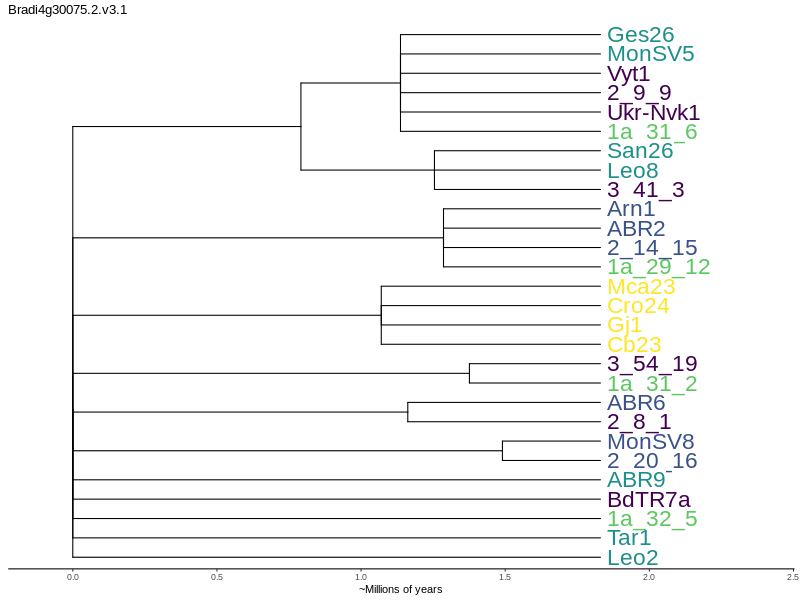 Bradi4g30075.2.v3.1
Ges26
MonSV5
Vyt1
2_9_9
Ukr-Nvk1
1a_31_6
San26
Leo8
3_41_3
Arn1
ABR2
2_14_15
1a_29_12
Mca23
Cro24
Gj1
Cb23
3_54_19
1a_31_2
ABR6
2_8_1
MonSV8
2_20_16
ABR9
BdTR7a
1a_32_5
Tar1
Leo2
0.0 0.5 1.0 1.5 2.0 2.5
~Millions of years